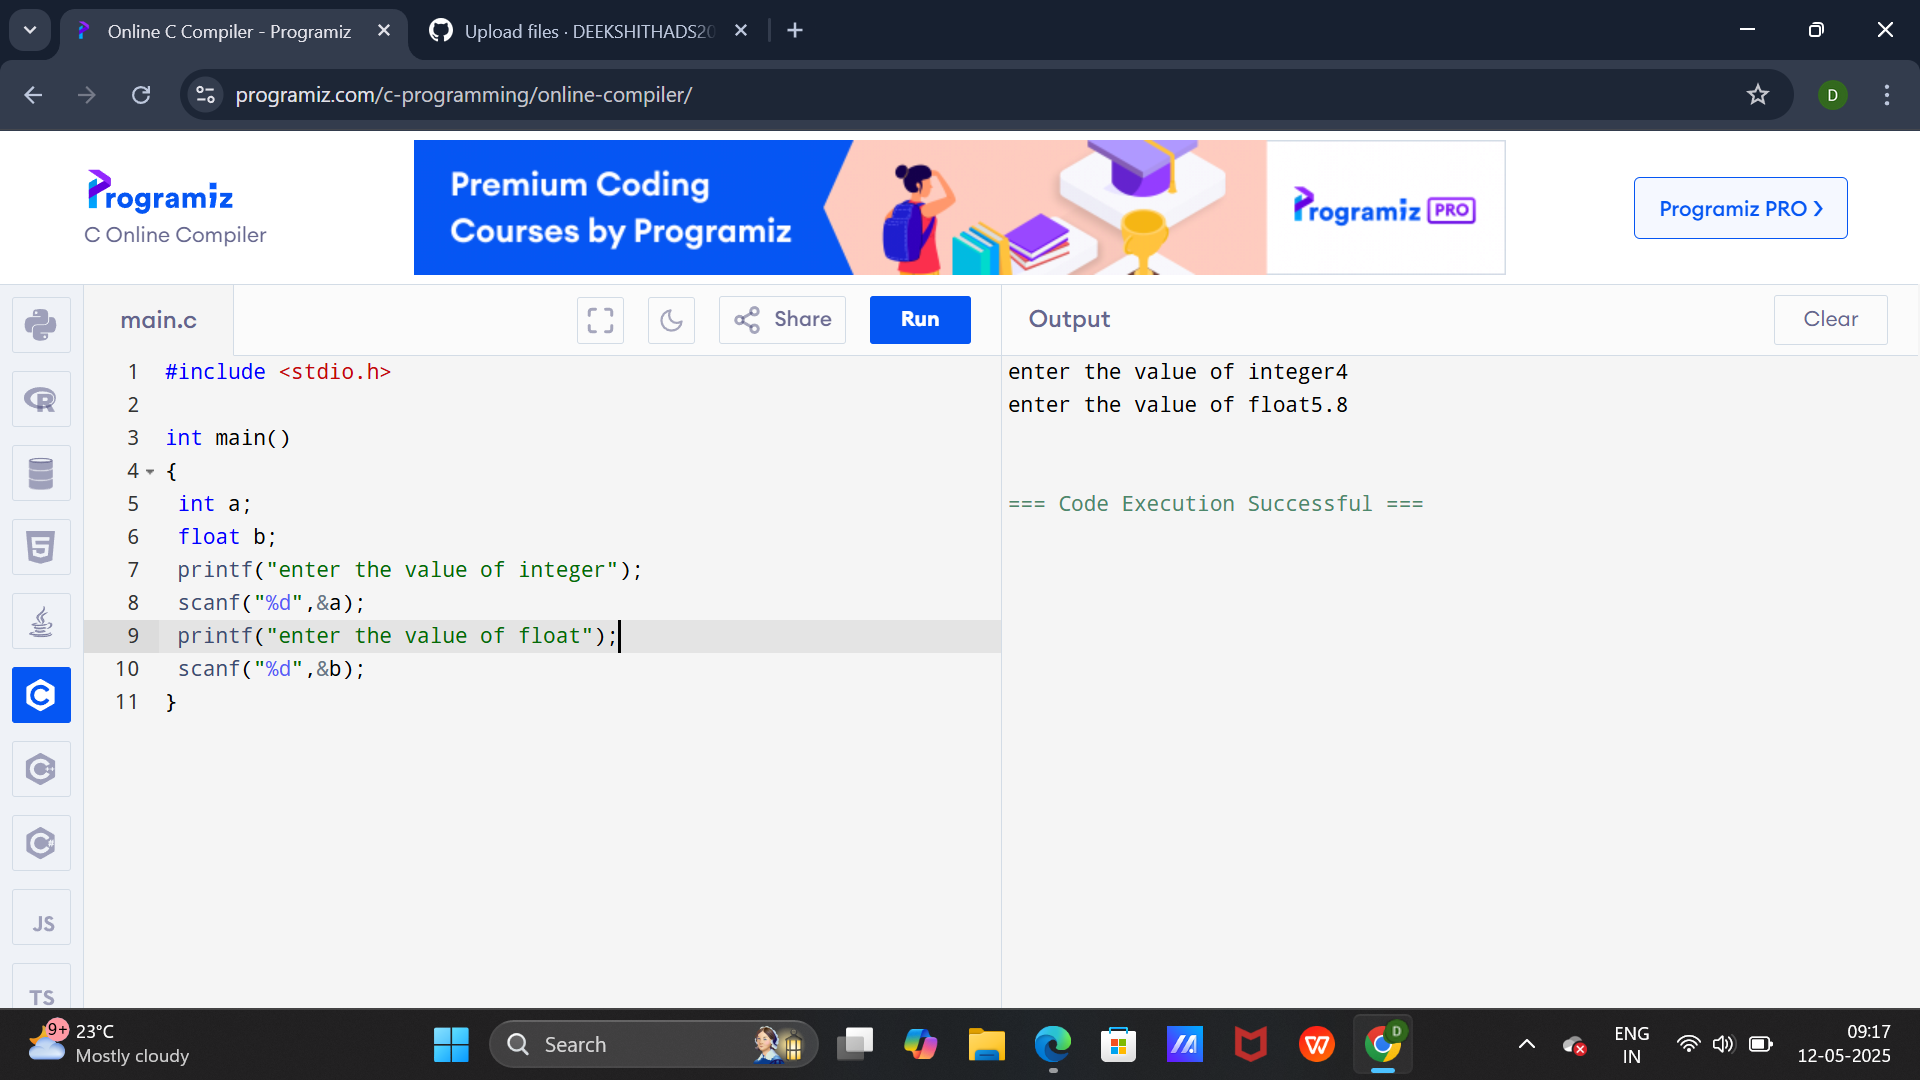 Online C Compiler - Programiz
Upload files · DEEKSHITHADS20
programiz.com/c-programming/online-compiler/
D
Programiz
C Online Compiler
Premium Coding
Courses by Programiz
Programiz PRO
Programiz PRO ›
main.c
Share
Run
Output
Clear
1 #include <stdio.h>
2
3 int main()
4 {
5 int a;
6 float b;
7 printf("enter the value of integer");
8 scanf("%d",&a);
9 printf("enter the value of float");
10 scanf("%d",&b);
11 }
enter the value of integer4
enter the value of float5.8
=== Code Execution Successful ===
JS
TS
9+
23°C
Mostly cloudy
Search
D
ENG
IN
09:17
12-05-2025